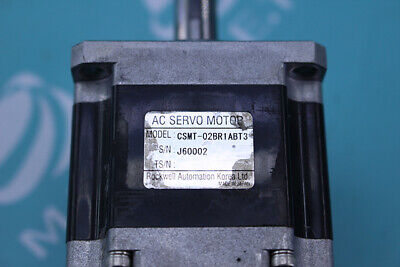 AC SERVO MOTOR
MODEL: CSMT-02BR1ABT3
S/N J60002
TS/N :
Rockwell Automation Korea Ltd.
MADE IN JAPAN